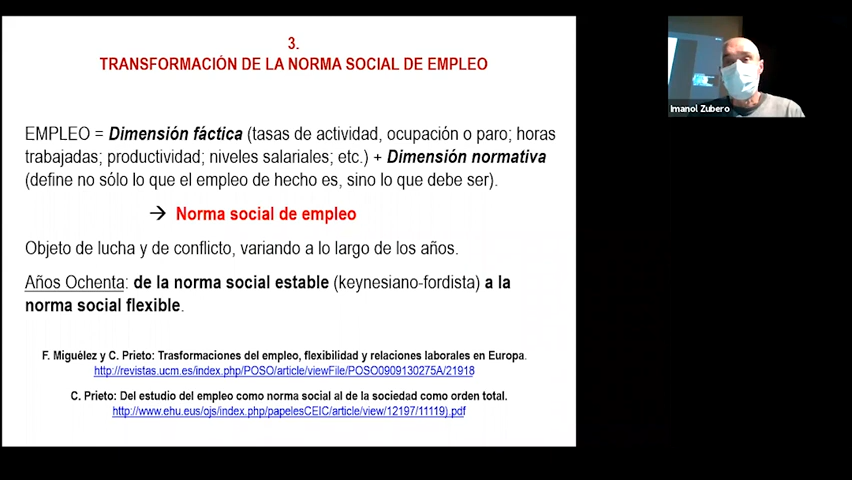 3.
TRANSFORMACIÓN DE LA NORMA SOCIAL DE EMPLEO
Imanol Zubero
EMPLEO = Dimensión fáctica (tasas de actividad, ocupación o paro; horas
trabajadas; productividad; niveles salariales; etc.) + Dimensión normativa
(define no sólo lo que el empleo de hecho es, sino lo que debe ser).
→ Norma social de empleo
Objeto de lucha y de conflicto, variando a lo largo de los años.
Años Ochenta: de la norma social estable (keynesiano-fordista) a la
norma social flexible.
F. Miguélez y C. Prieto: Trasformaciones del empleo, flexibilidad y relaciones laborales en Europa.
http://revistas.ucm.es/index.php/POSO/article/viewFile/POSO0909130275A/21918
C. Prieto: Del estudio del empleo como norma social al de la sociedad como orden total.
http://www.ehu.eus/ojs/index.php/papelesCEIC/article/view/12197/11119).pdf